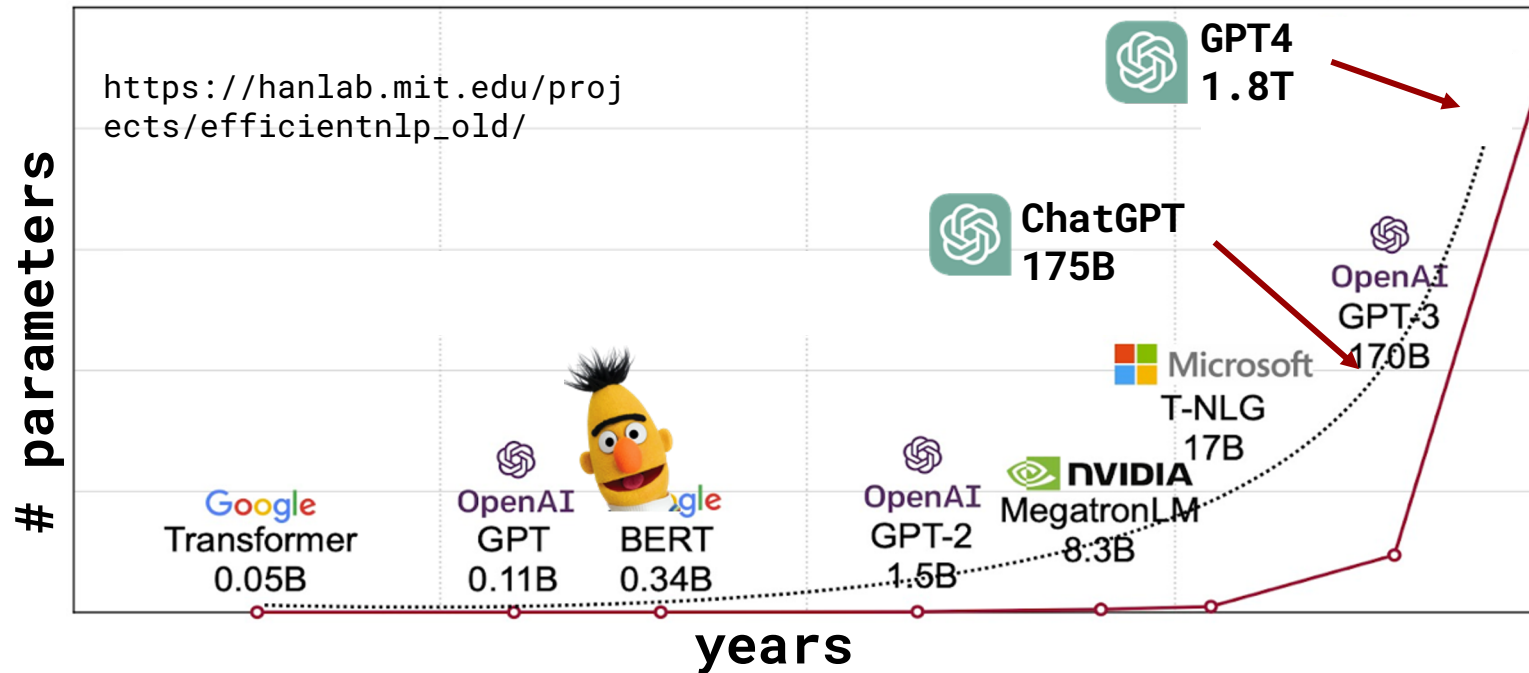 https://hanlab.mit.edu/proj
ects/efficientnlp_old/
GPT4
1.8T
ChatGPT
175B
OpenAI
GPT-3
170B
Microsoft
T-NLG
17B
NVIDIA
MegatronLM
8.3B
OpenAI
GPT-2
1.5B
gle
BERT
0.34B
OpenAI
GPT
0.11B
Google
Transformer
0.05B
# parameters
years